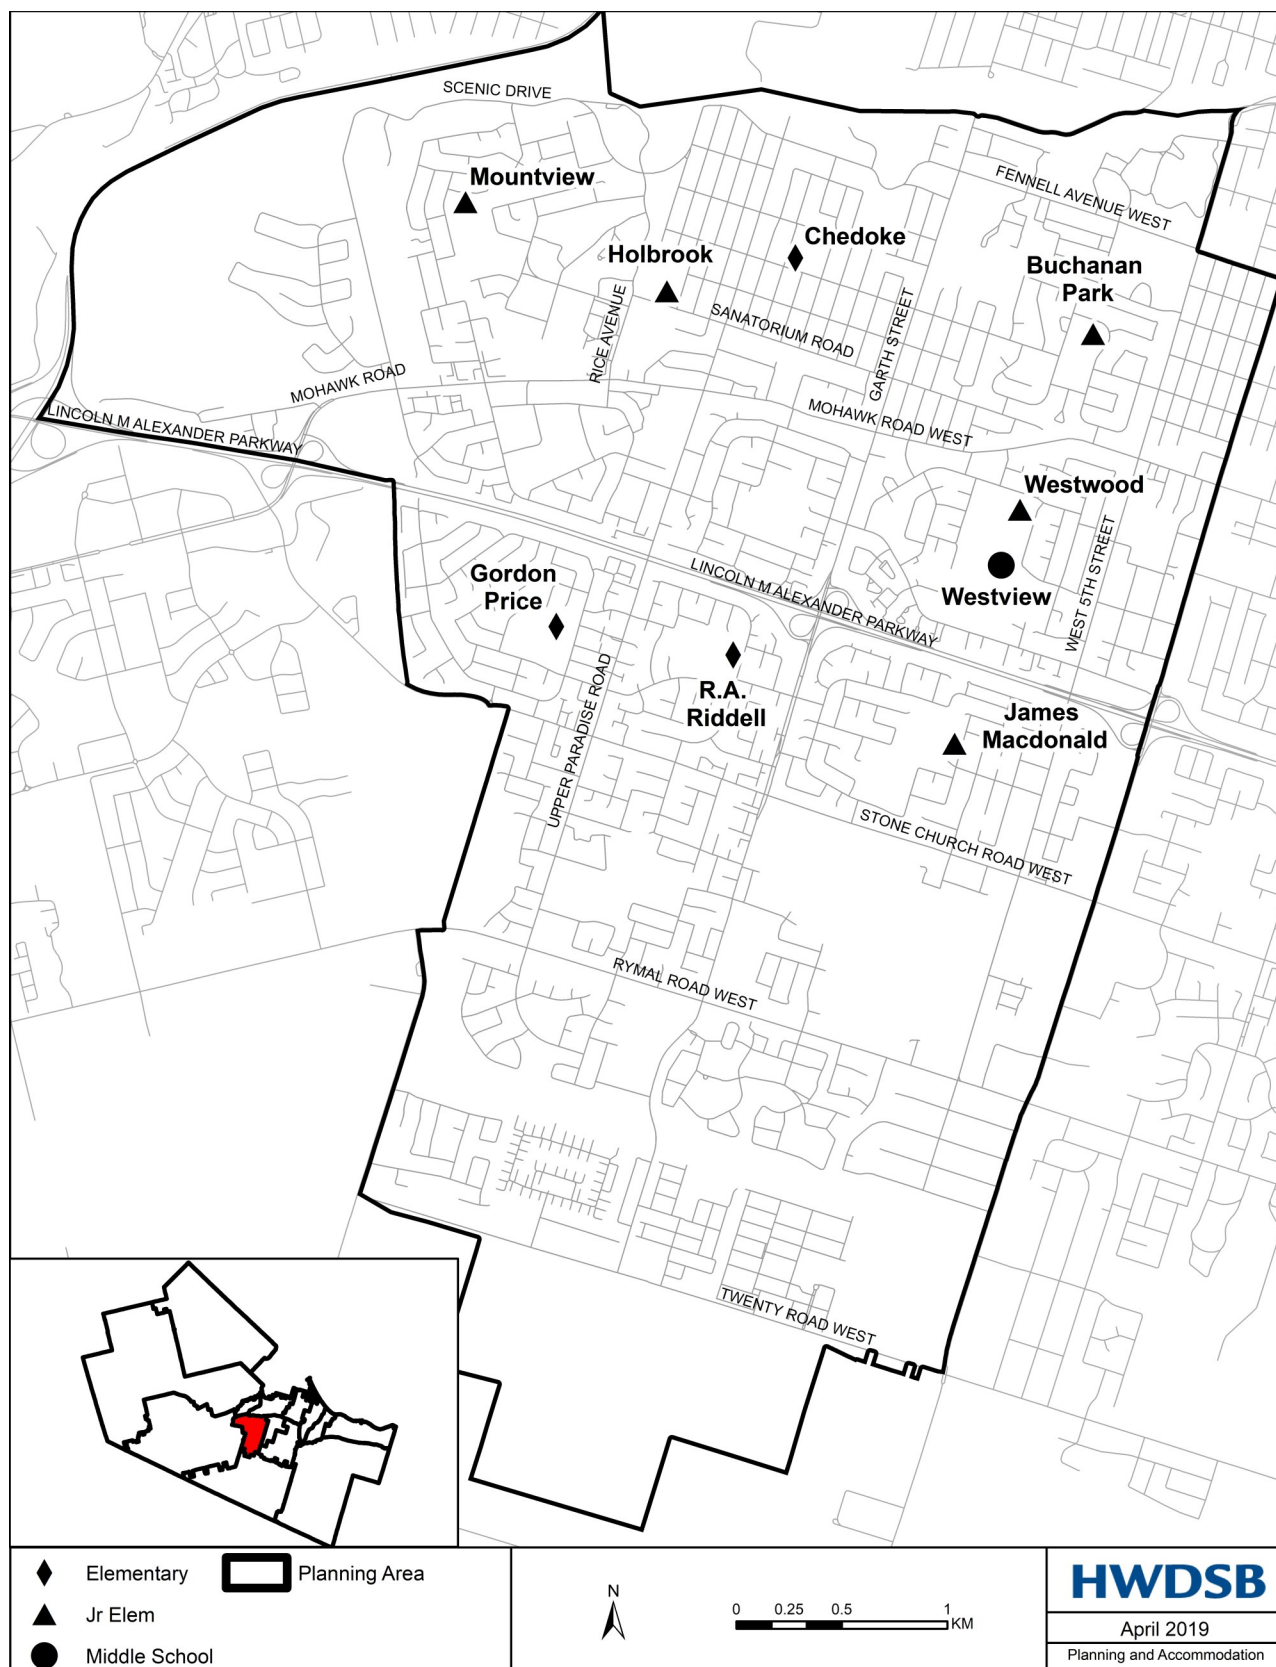 SCENIC DRIVE
Mountview
FENNELL AVENUE WEST
Chedoke
Holbrook
Buchanan
Park
RICE AVENUE
SANATORIUM ROAD
GARTH STREET
MOHAWK ROAD
MOHAWK ROAD WEST
LINCOLN M ALEXANDER PARKWAY
Westwood
WEST 5TH STREET
Gordon
Price
LINCOLN M ALEXANDER PARKWAY
Westview
UPPER PARADISE ROAD
R.A.
Riddell
James
Macdonald
STONE CHURCH ROAD WEST
RYMAL ROAD WEST
TWENTY ROAD WEST
Elementary
Planning Area
Jr Elem
Middle School
N
0 0.25 0.5 1
KM
HWDSB
April 2019
Planning and Accommodation